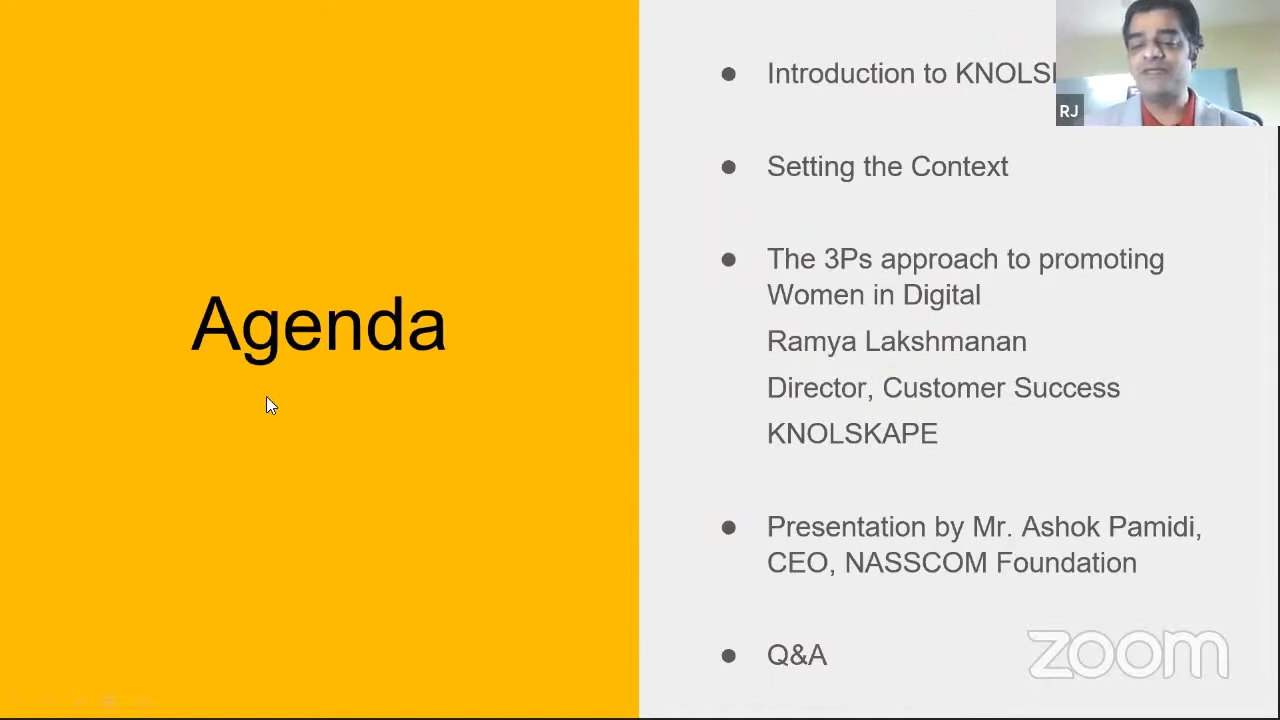 Agenda
Introduction to
RJ
Setting the Context
The 3Ps approach to promoting
Women in Digital
Ramya Lakshmanan
Director, Customer Success
KNOLSKAPE
Presentation by Mr. Ashok Pamidi,
CEO, NASSCOM Foundation
Q&A
zoom